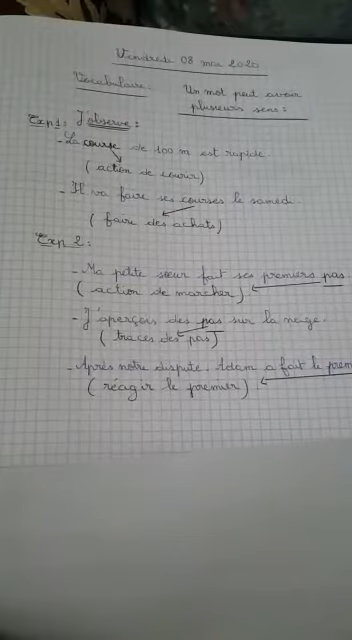 Vendredi 08 mai 2020
Vocabulaire: Un mot peut avoir
plusieurs sens:
Exp1: J'observe:
- La course de 100 m est rapide
(action de courir)
- Il va faire ses courses le samedi
(faire des achats)
Exp 2:
- Ma petite sœur fait ses premiers pas.
(action de marcher)
- J'aperçois des pas sur la neige.
(traces des pas)
- Après notre dispute, Adam a fait le prem
(réagir le premier)